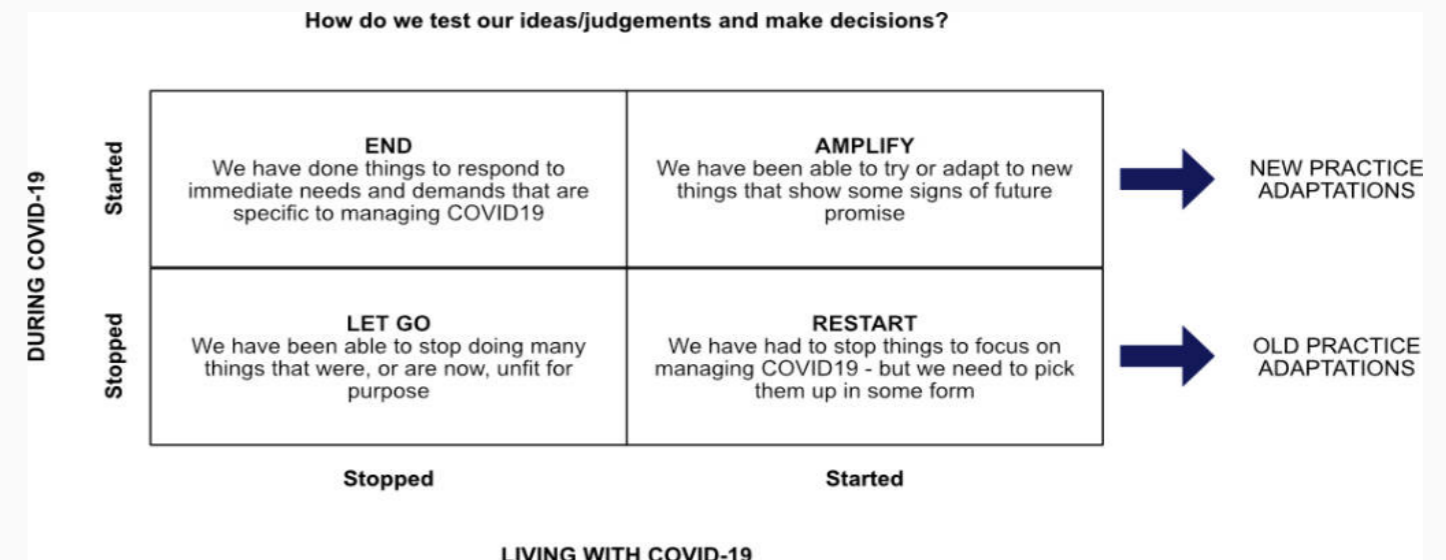 How do we test our ideas/judgements and make decisions?
DURING COVID-19
Started
END
We have done things to respond to
immediate needs and demands that are
specific to managing COVID19
AMPLIFY
We have been able to try or adapt to new
things that show some signs of future
promise
NEW PRACTICE
ADAPTATIONS
Stopped
LET GO
We have been able to stop doing many
things that were, or are now, unfit for
purpose
RESTART
We have had to stop things to focus on
managing COVID19 - but we need to pick
them up in some form
OLD PRACTICE
ADAPTATIONS
Stopped
Started
LIVING WITH COVID-19